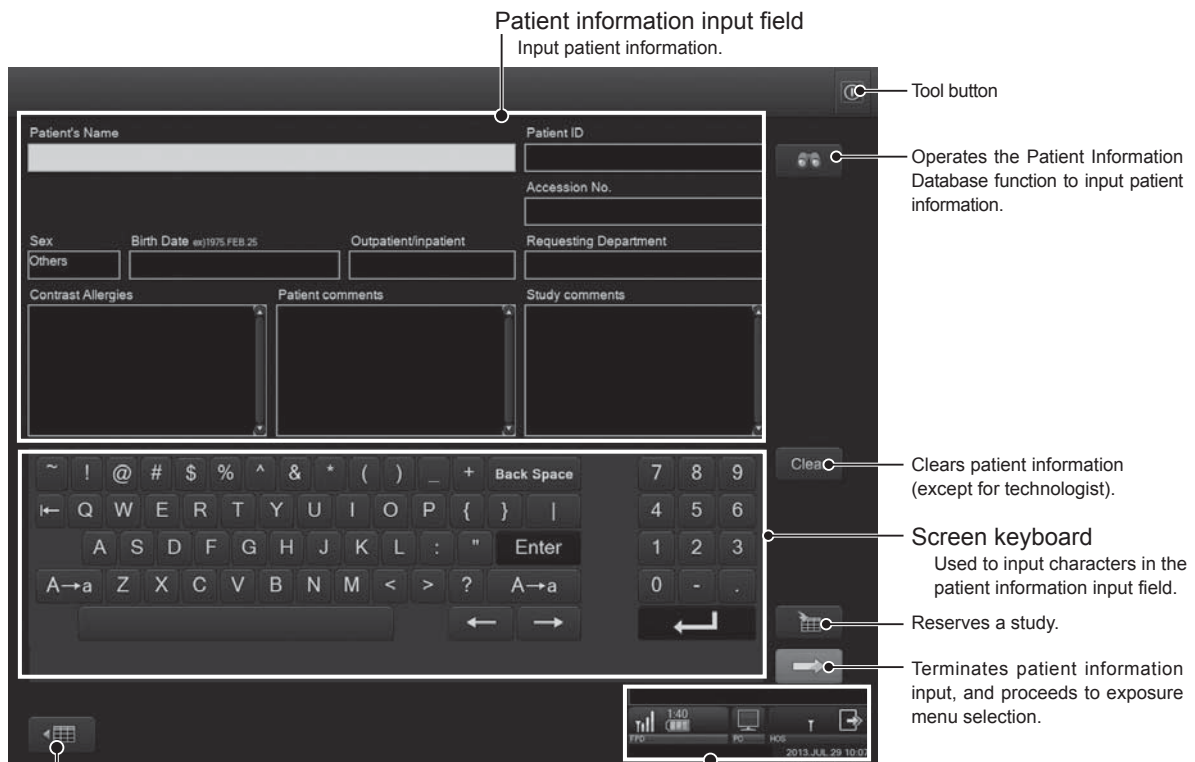 Patient information input field
Input patient information.
Tool button
Patient's Name
Patient ID
Operates the Patient Information
Database function to input patient
information.
Accession No.
Sex
Birth Date ex)1975.FEB.25
Outpatient/inpatient
Requesting Department
Others
Contrast Allergies
Patient comments
Study comments
~ ! @ # $ % ^ & * ( ) _ + Back Space 7 8 9
Clear
Clears patient information
(except for technologist).
Q W E R T Y U I O P { } | 4 5 6
A S D F G H J K L : " Enter 1 2 3
Screen keyboard
Used to input characters in the
patient information input field.
A→a Z X C V B N M < > ? A→a 0 - .
← →
Reserves a study.
Terminates patient information
input, and proceeds to exposure
menu selection.
1:40
FPD PC HOS
2013.JUL.29 10:07